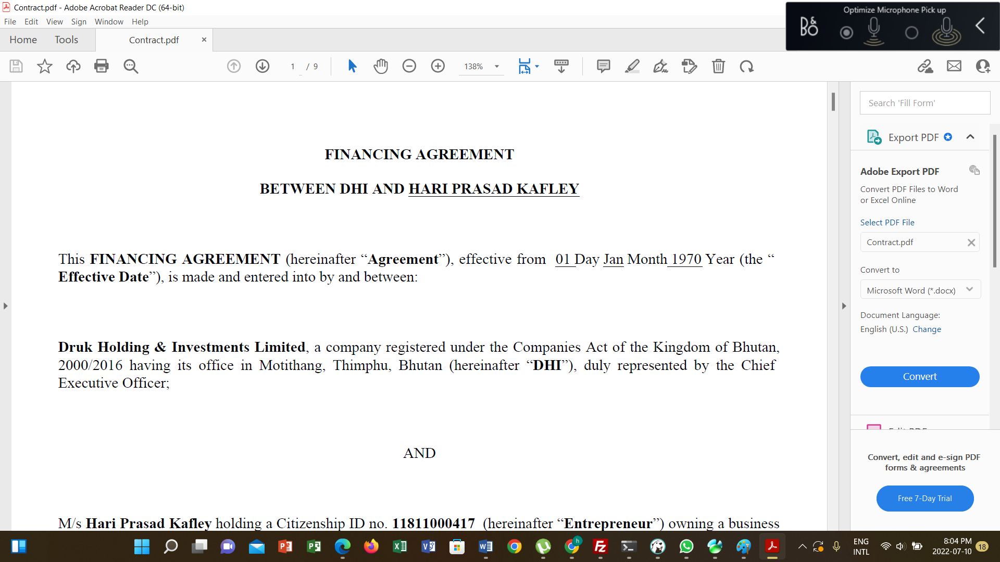 Contract.pdf - Adobe Acrobat Reader DC (64-bit)
File Edit View Sign Window Help
Optimize Microphone Pick up
B&O
Home Tools Contract.pdf ×
1 / 9 138%
Search 'Fill Form'
Export PDF
Adobe Export PDF
Convert PDF Files to Word
or Excel Online
Select PDF File
Contract.pdf
Convert to
Microsoft Word (*.docx)
Document Language:
English (U.S.) Change
Convert
Edit PDF
Convert, edit and e-sign PDF
forms & agreements
Free 7-Day Trial
FINANCING AGREEMENT
BETWEEN DHI AND HARI PRASAD KAFLEY
This FINANCING AGREEMENT (hereinafter “Agreement”), effective from 01 Day Jan Month 1970 Year (the “
Effective Date”), is made and entered into by and between:
Druk Holding & Investments Limited, a company registered under the Companies Act of the Kingdom of Bhutan,
2000/2016 having its office in Motithang, Thimphu, Bhutan (hereinafter “DHI”), duly represented by the Chief
Executive Officer;
AND
M/s Hari Prasad Kafley holding a Citizenship ID no. 11811000417 (hereinafter “Entrepreneur”) owning a business
h
ENG
INTL
8:04 PM
2022-07-10
18